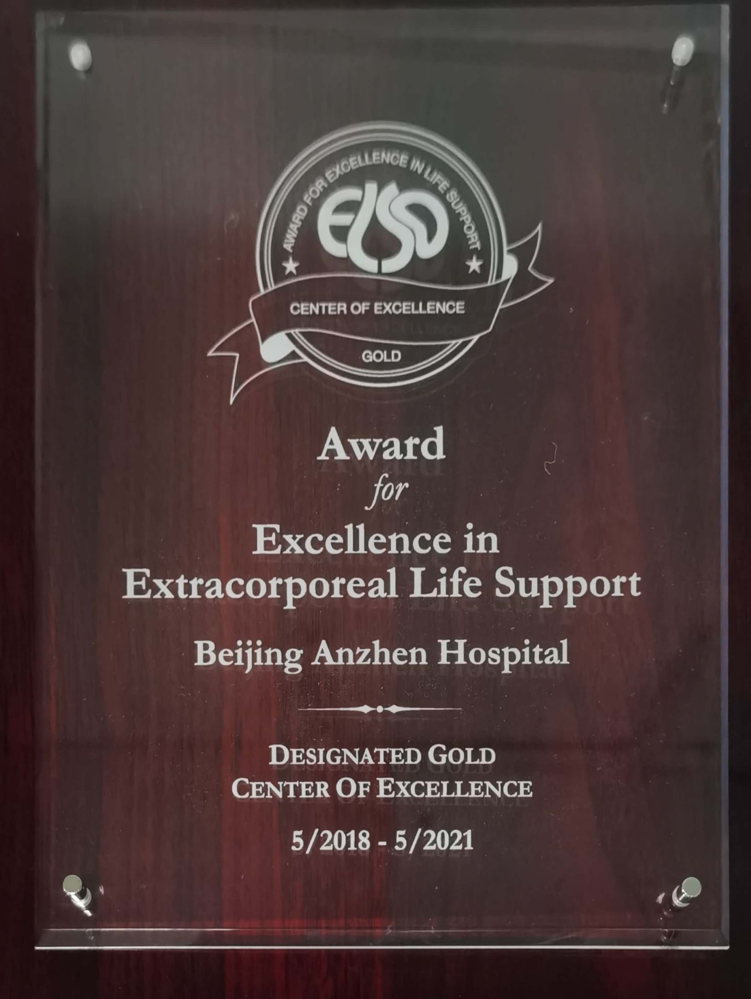 AWARD FOR EXCELLENCE IN LIFE SUPPORT
ELSO
CENTER OF EXCELLENCE
GOLD
Award
for
Excellence in
Extracorporeal Life Support
Beijing Anzhen Hospital
DESIGNATED GOLD
CENTER OF EXCELLENCE
5/2018 - 5/2021